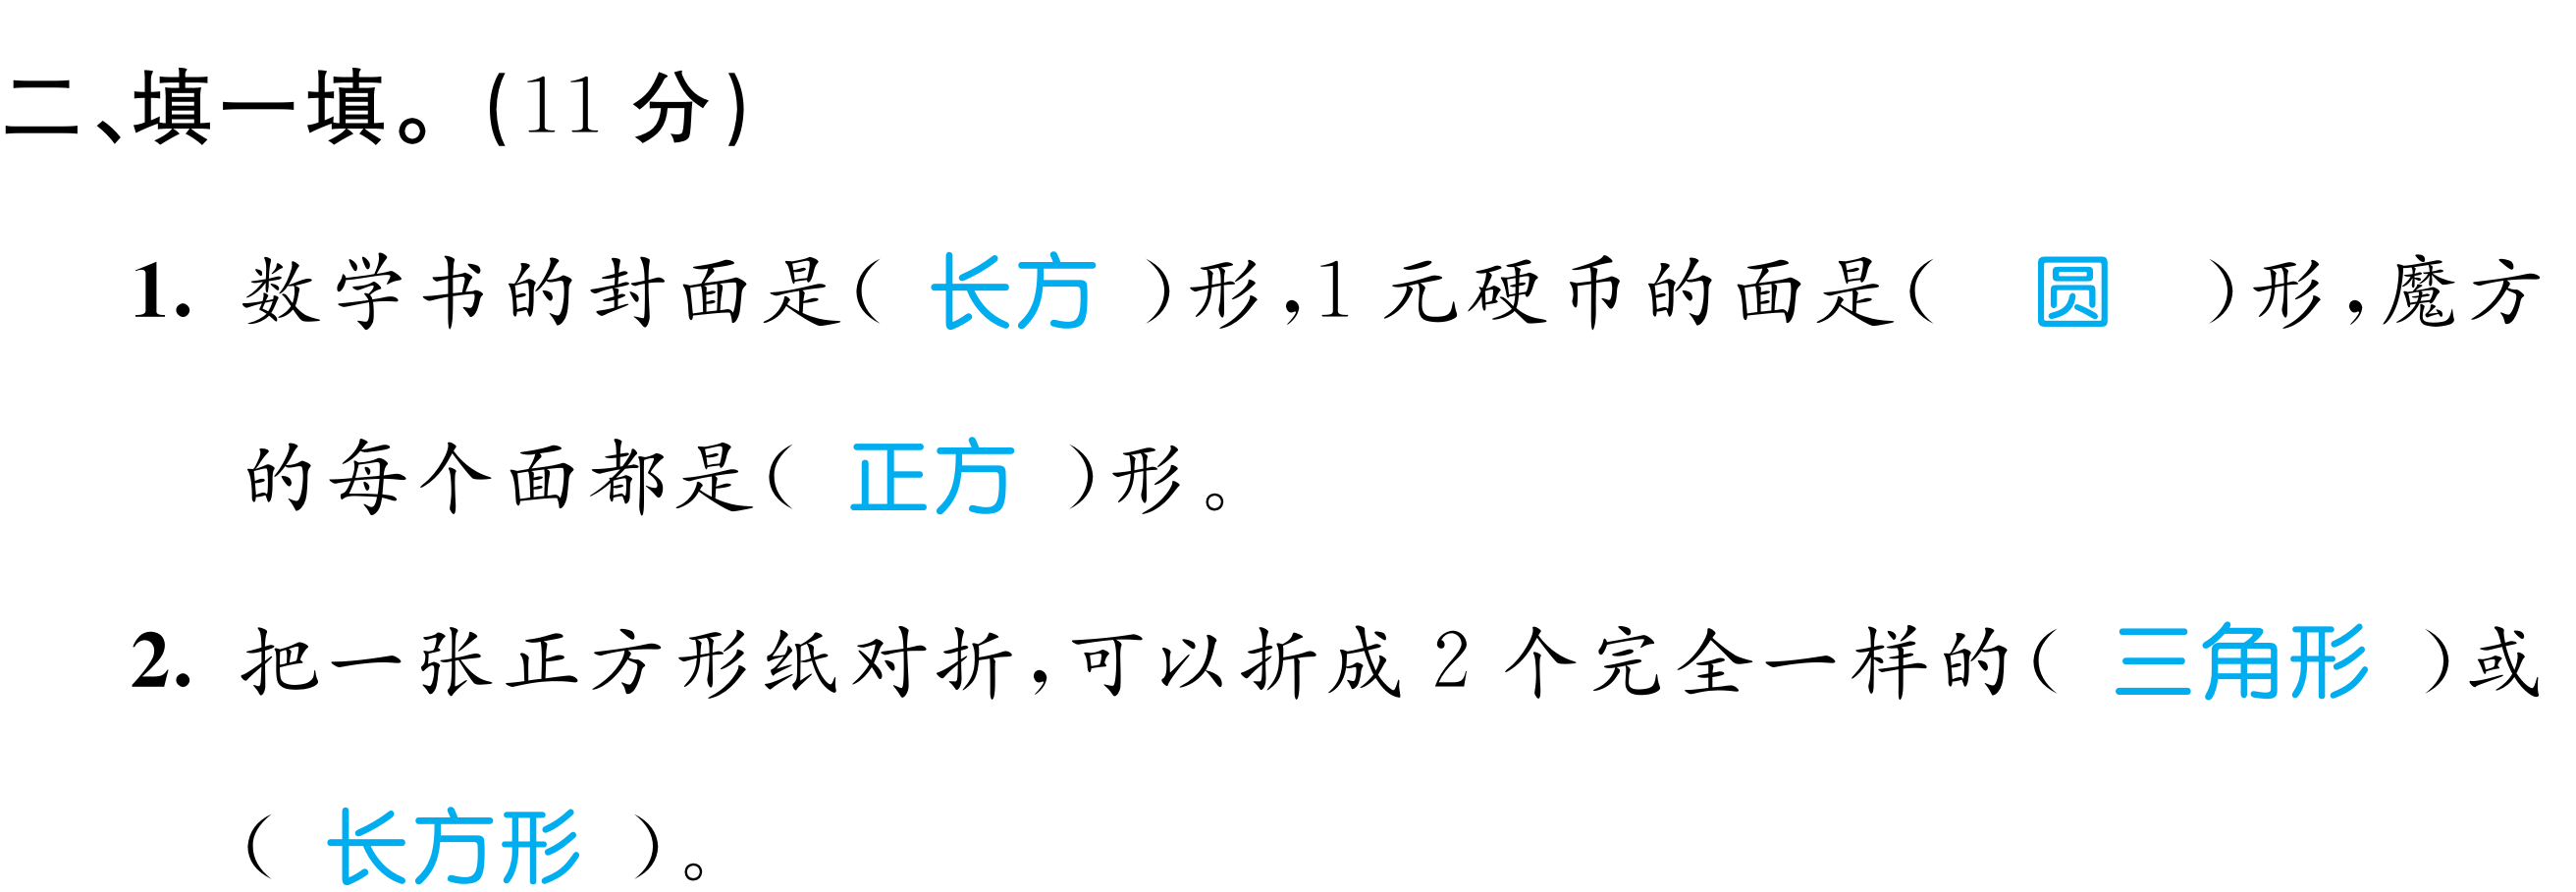 二、填一填。(11 分)
1. 数学书的封面是( 长方 )形,1 元硬币的面是( 圆 )形,魔方
的每个面都是( 正方 )形。
2. 把一张正方形纸对折,可以折成 2 个完全一样的( 三角形 )或
( 长方形 )。